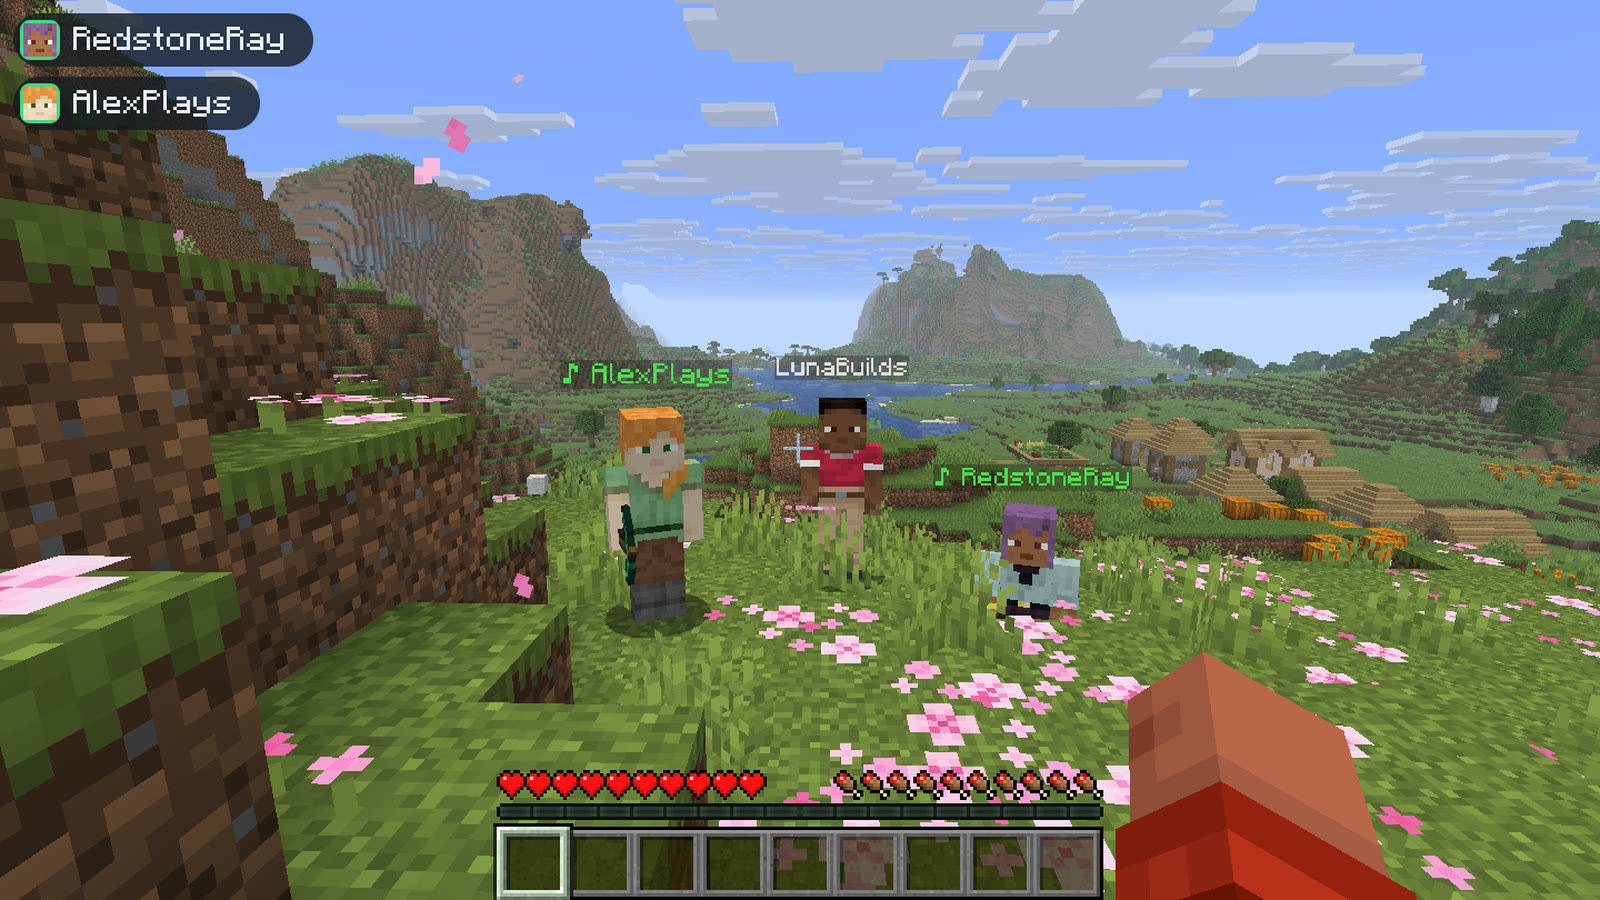 RedstoneRay
AlexPlays
♪ AlexPlays
LunaBuilds
♪ RedstoneRay